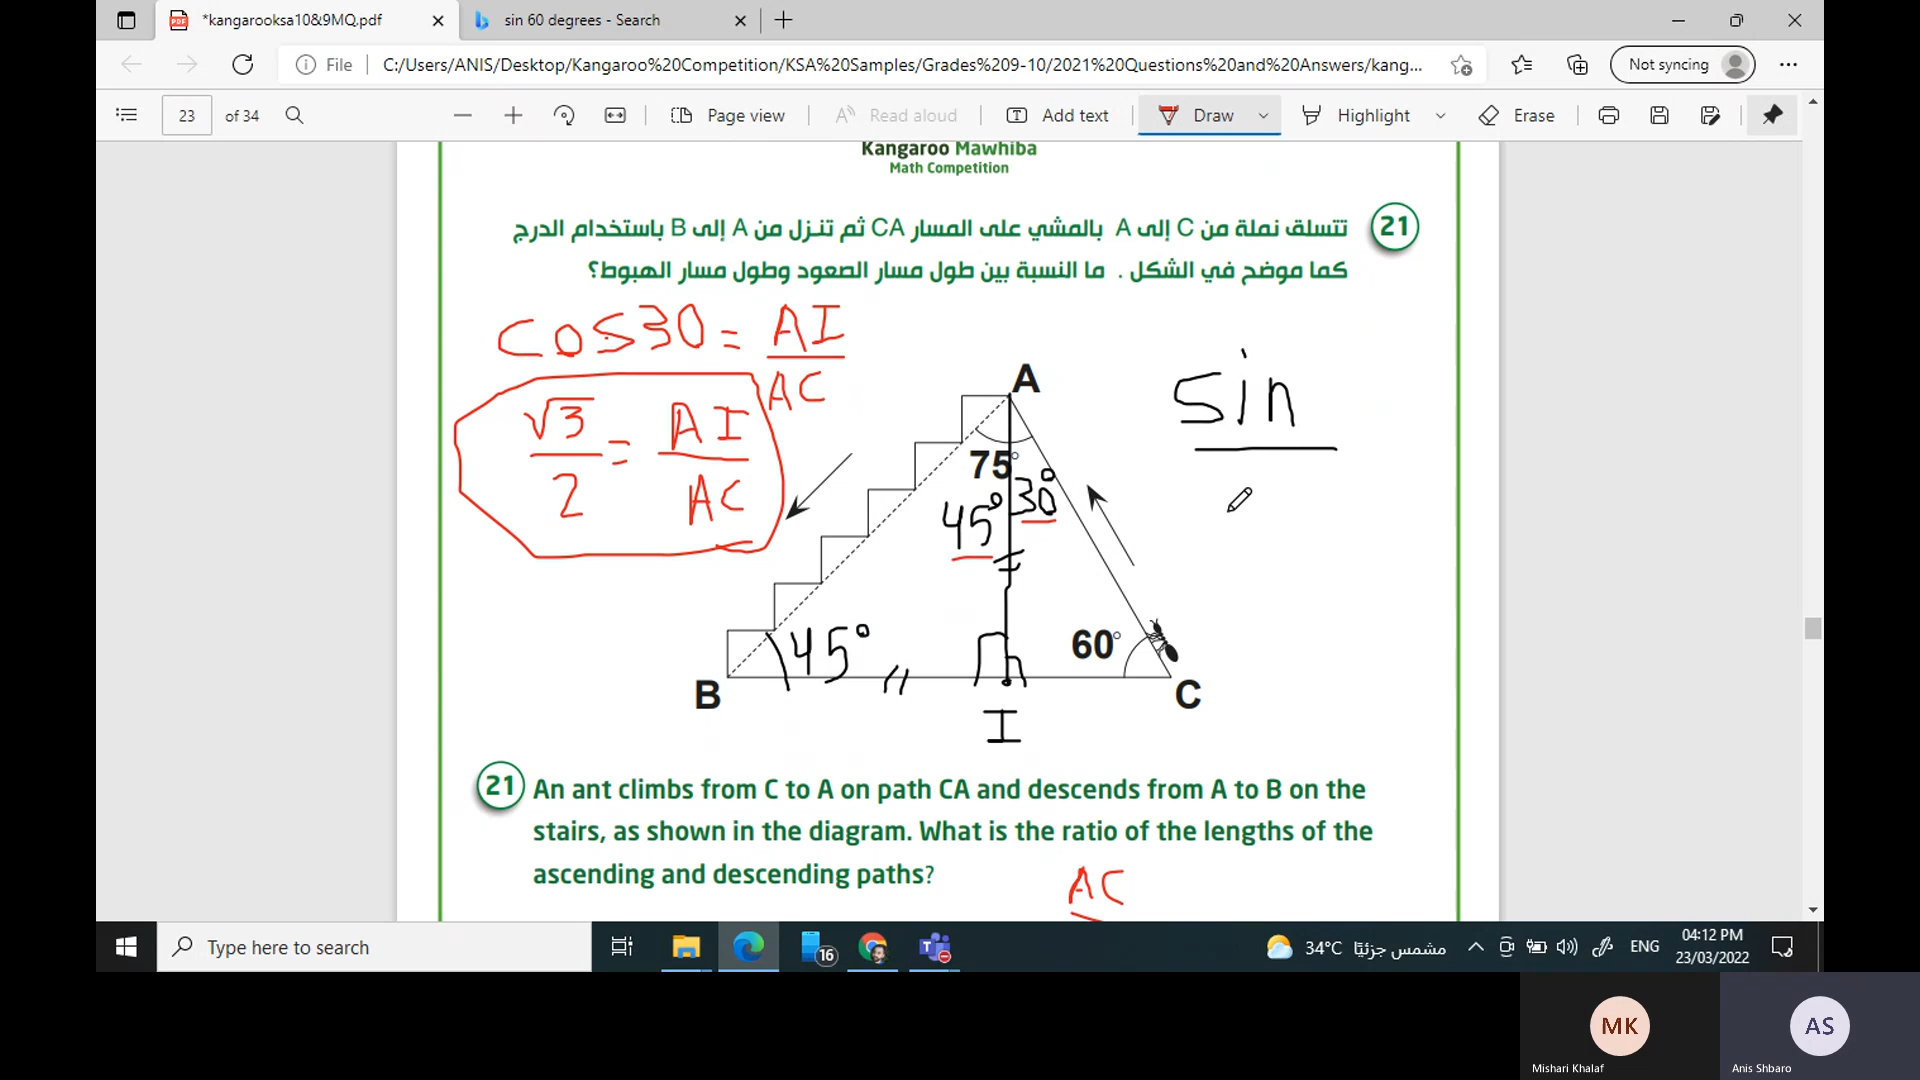 *kangarooksa10&9MQ.pdf
sin 60 degrees - Search
File
C:/Users/ANIS/Desktop/Kangaroo%20Competition/KSA%20Samples/Grades%209-10/2021%20Questions%20and%20Answers/kang...
Not syncing
23
of 34
Page view
Read aloud
Add text
Draw
Highlight
Erase
Kangaroo Mawhiba
Math Competition
21
تتسلق نملة من C إلى A بالمشي على المسار CA ثم تنزل من A إلى B باستخدام الدرج
كما موضح في الشكل . ما النسبة بين طول مسار الصعود وطول مسار الهبوط؟
cos30 = AI
AC
√3
2
=
AI
AC
sin
A
75°
45°
30°
45°
60°
B
C
I
21
An ant climbs from C to A on path CA and descends from A to B on the
stairs, as shown in the diagram. What is the ratio of the lengths of the
ascending and descending paths?
AC
Type here to search
16
34°C
مشمس جزئيًا
ENG
04:12 PM
23/03/2022
MK
AS
Mishari Khalaf
Anis Shbaro